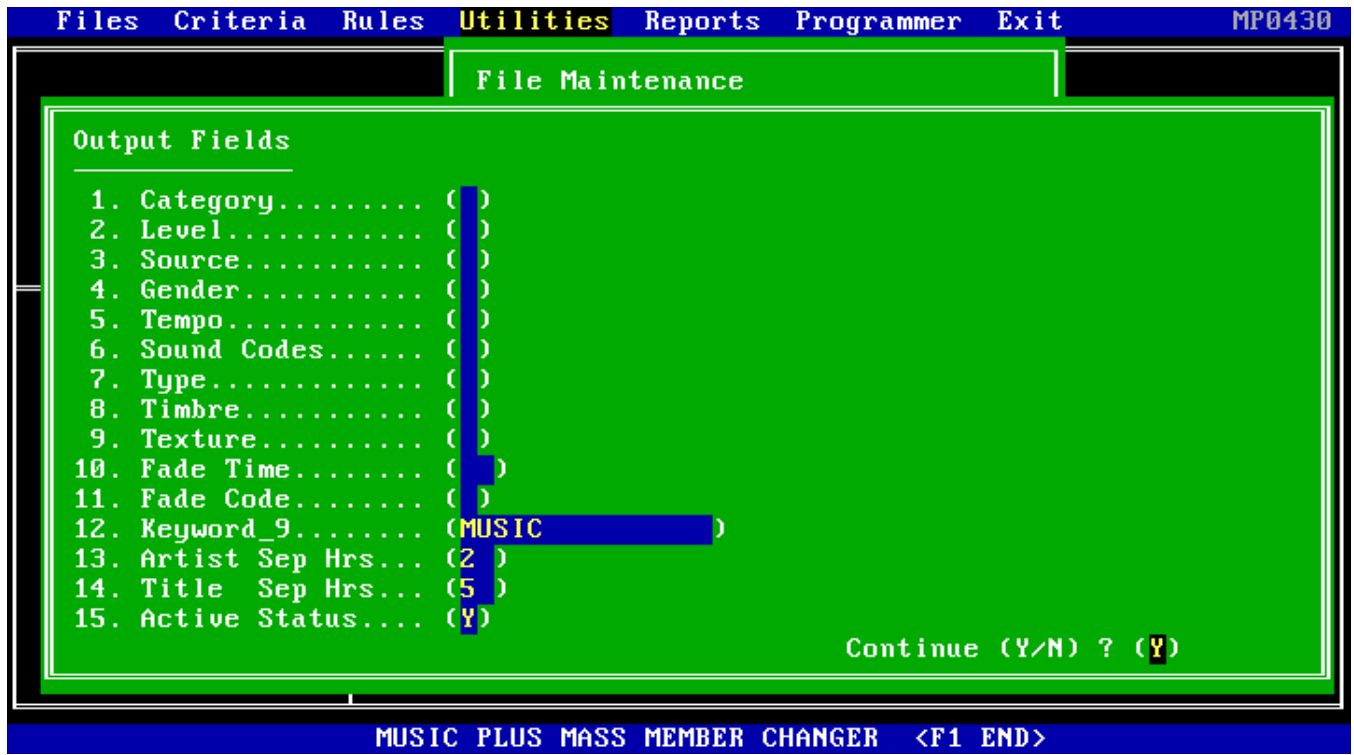 Files  Criteria  Rules  Utilities  Reports  Programmer  Exit  MP0430
File Maintenance
Output Fields
1. Category......... ( )
2. Level............ ( )
3. Source........... ( )
4. Gender........... ( )
5. Tempo............ ( )
6. Sound Codes...... ( )
7. Type............. ( )
8. Timbre........... ( )
9. Texture.......... ( )
10. Fade Time........ (  )
11. Fade Code........ ( )
12. Keyword_9........ (MUSIC          )
13. Artist Sep Hrs... (2 )
14. Title  Sep Hrs... (5 )
15. Active Status.... (Y)
Continue (Y/N) ? (Y)
MUSIC PLUS MASS MEMBER CHANGER  <F1 END>